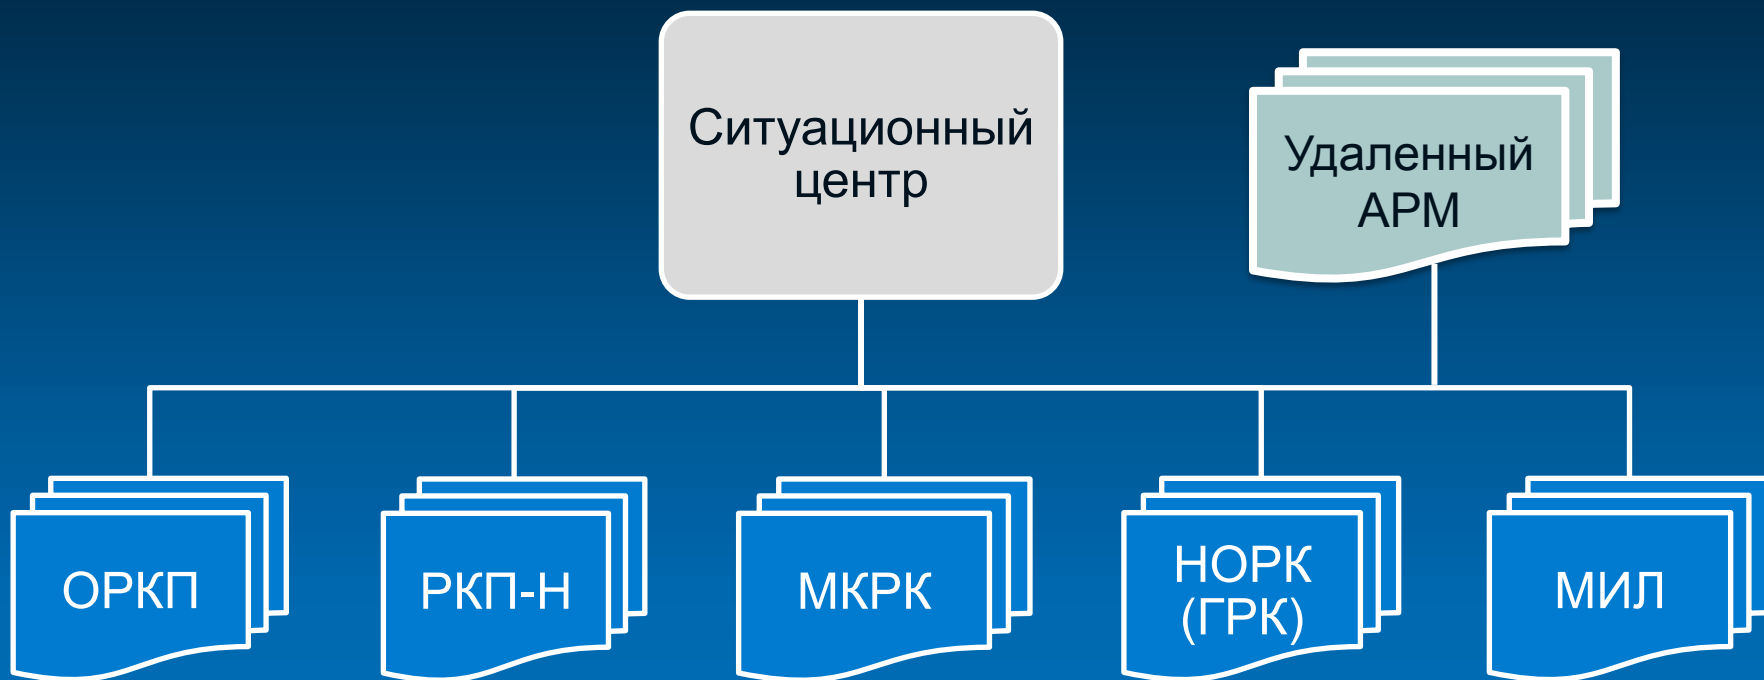 Ситуационный
центр
Удаленный
АРМ
ОРКП
РКП-Н
МКРК
НОРК
(ГРК)
МИЛ